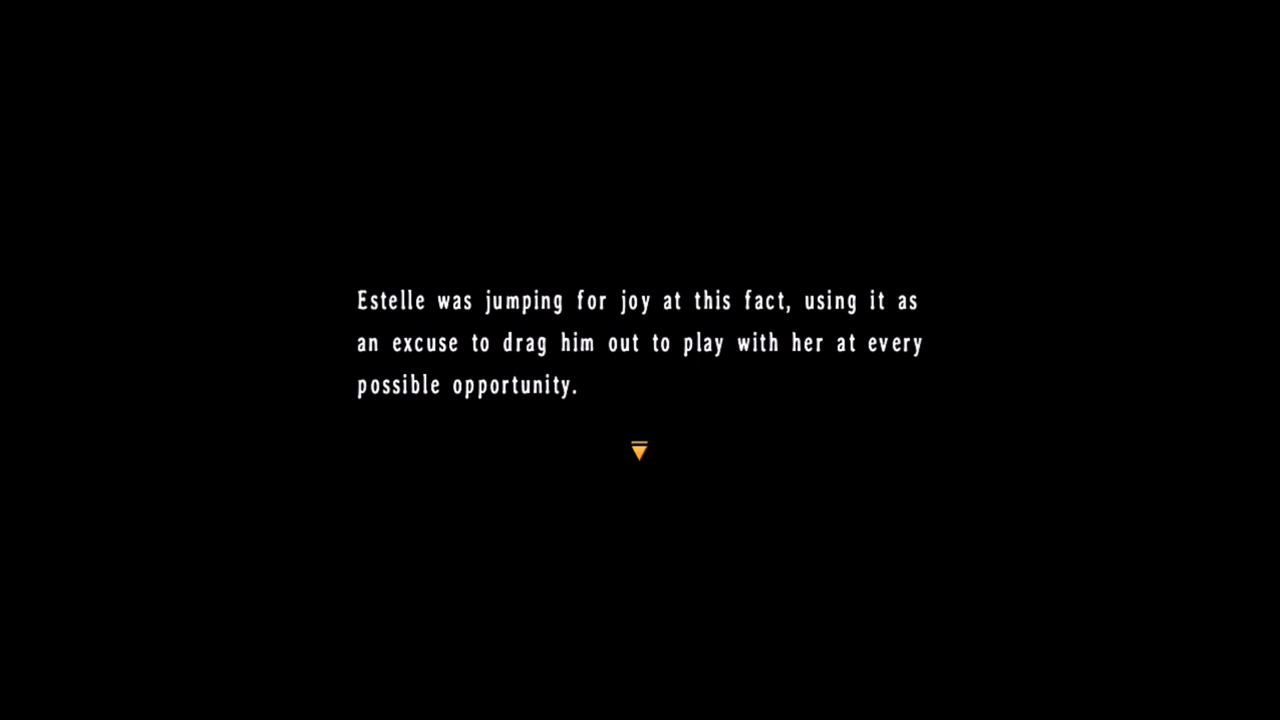 Estelle was jumping for joy at this fact, using it as
an excuse to drag him out to play with her at every
possible opportunity.